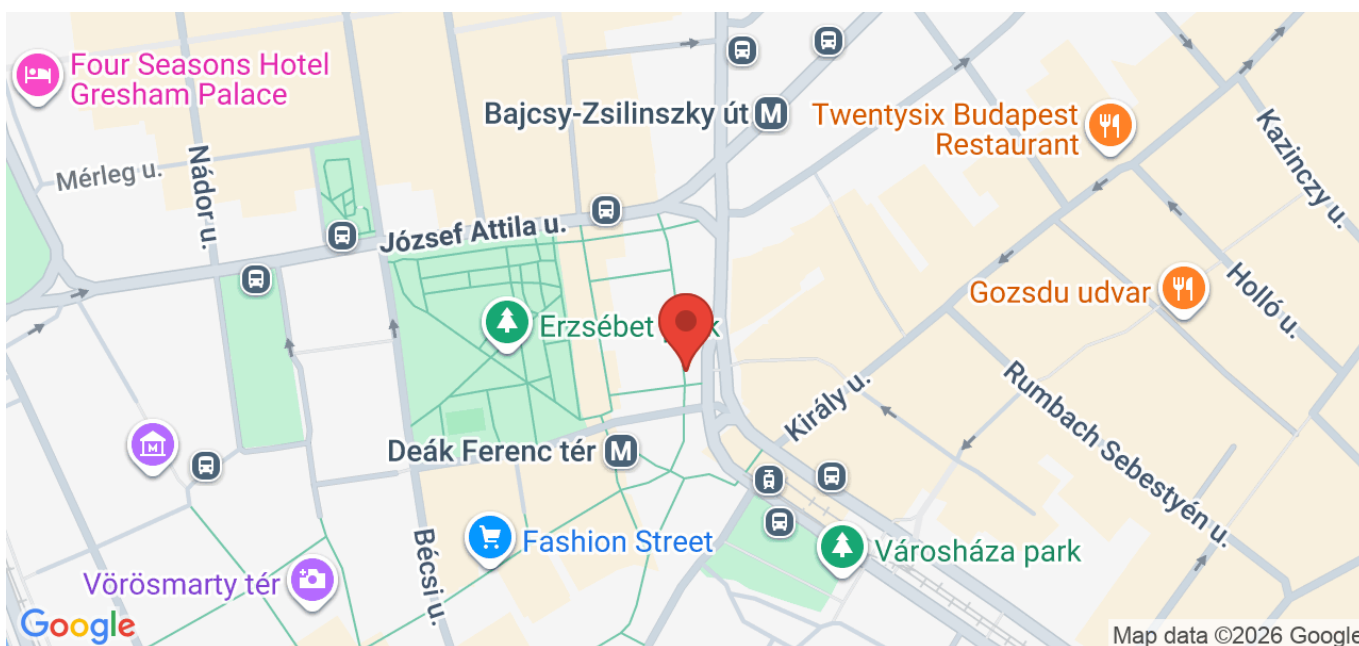 Four Seasons Hotel
Gresham Palace
Bajcsy-Zsilinszky út
M
Twentysix Budapest
Restaurant
Kazinczy u.
Mérleg u.
Nádor u.
József Attila u.
Gozsdu udvar
Holló u.
Erzsébet
k
Király u.
Rumbach Sebestyén u.
Deák Ferenc tér
M
M
Bécsi u.
Fashion Street
Városháza park
Vörösmarty tér
Google
Map data ©2026 Google